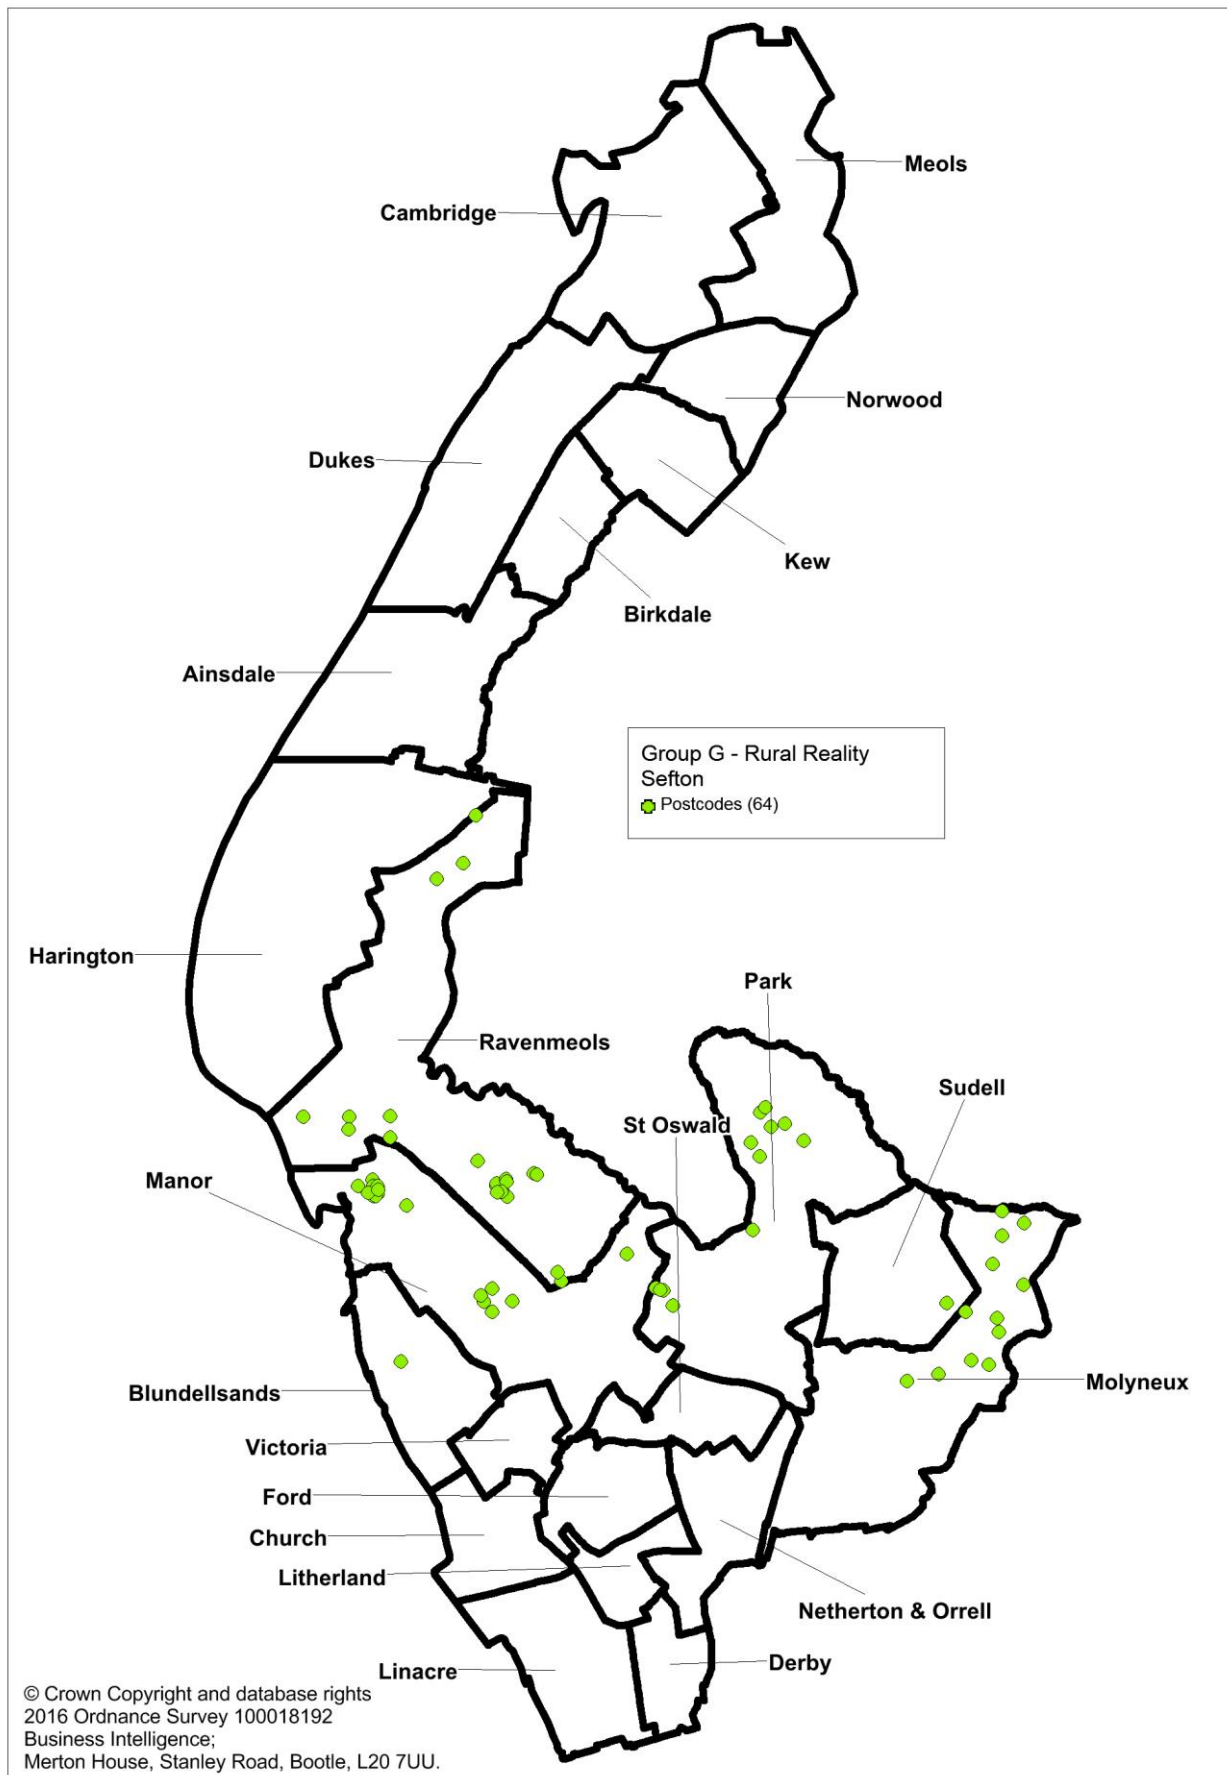 Meols
Cambridge
Norwood
Dukes
Kew
Birkdale
Ainsdale
Group G - Rural Reality
Sefton
Postcodes (64)
Harington
Park
Ravenmeols
Sudell
St Oswald
Manor
Molyneux
Blundellsands
Victoria
Ford
Church
Litherland
Netherton & Orrell
Derby
Linacre
© Crown Copyright and database rights
2016 Ordnance Survey 100018192
Business Intelligence;
Merton House, Stanley Road, Bootle, L20 7UU.